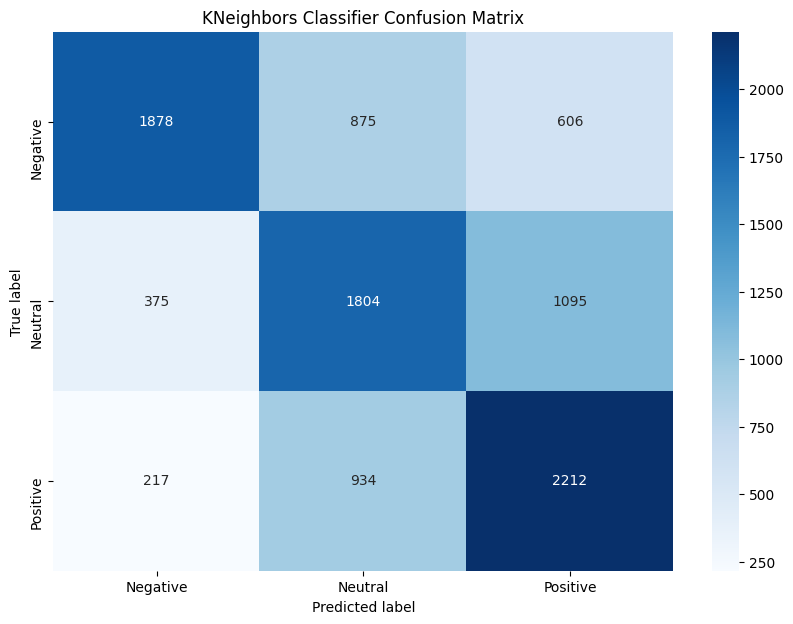 KNeighbors Classifier Confusion Matrix
True label
Negative
1878 875 606
Neutral
375 1804 1095
Positive
217 934 2212
Negative Neutral Positive
Predicted label
2000
1750
1500
1250
1000
750
500
250